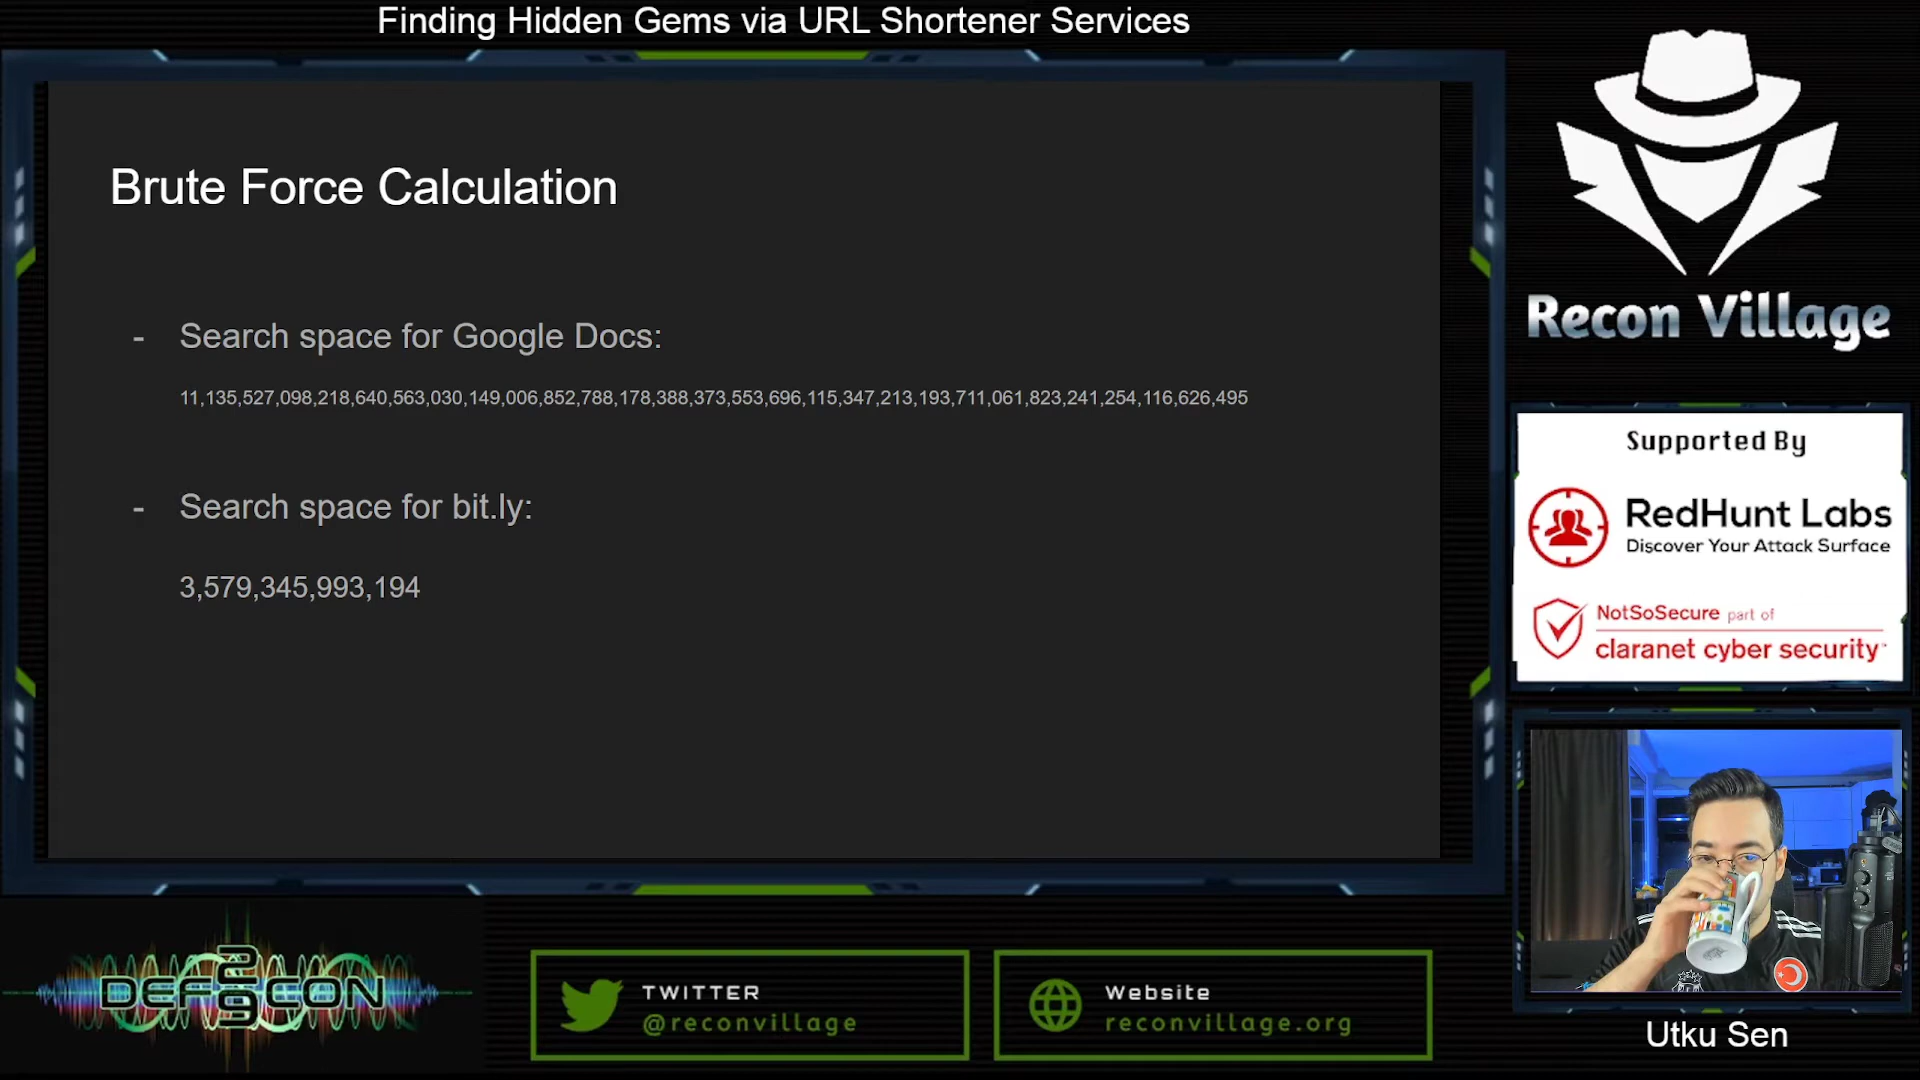 Finding Hidden Gems via URL Shortener Services
Brute Force Calculation
- Search space for Google Docs:
11,135,527,098,218,640,563,030,149,006,852,788,178,388,373,553,696,115,347,213,193,711,061,823,241,254,116,626,495
- Search space for bit.ly:
3,579,345,993,194
Recon Village
Supported By
RedHunt Labs
Discover Your Attack Surface
NotSoSecure part of
claranet cyber security™
DEFCON
29
TWITTER
@reconvillage
Website
reconvillage.org
Utku Sen